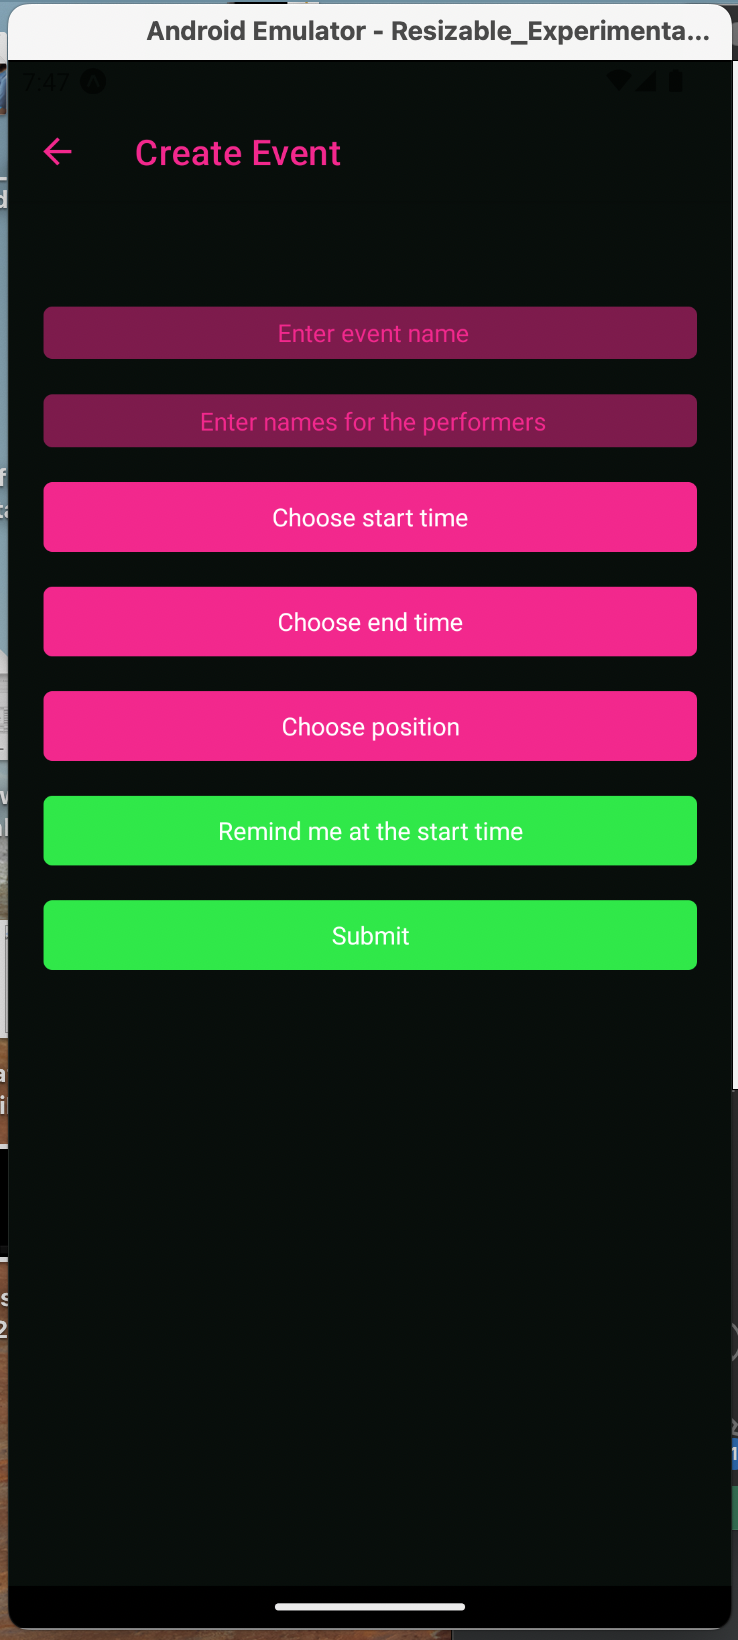 Android Emulator - Resizable_Experimenta...
7:47
Create Event
Enter event name
Enter names for the performers
Choose start time
Choose end time
Choose position
Remind me at the start time
Submit